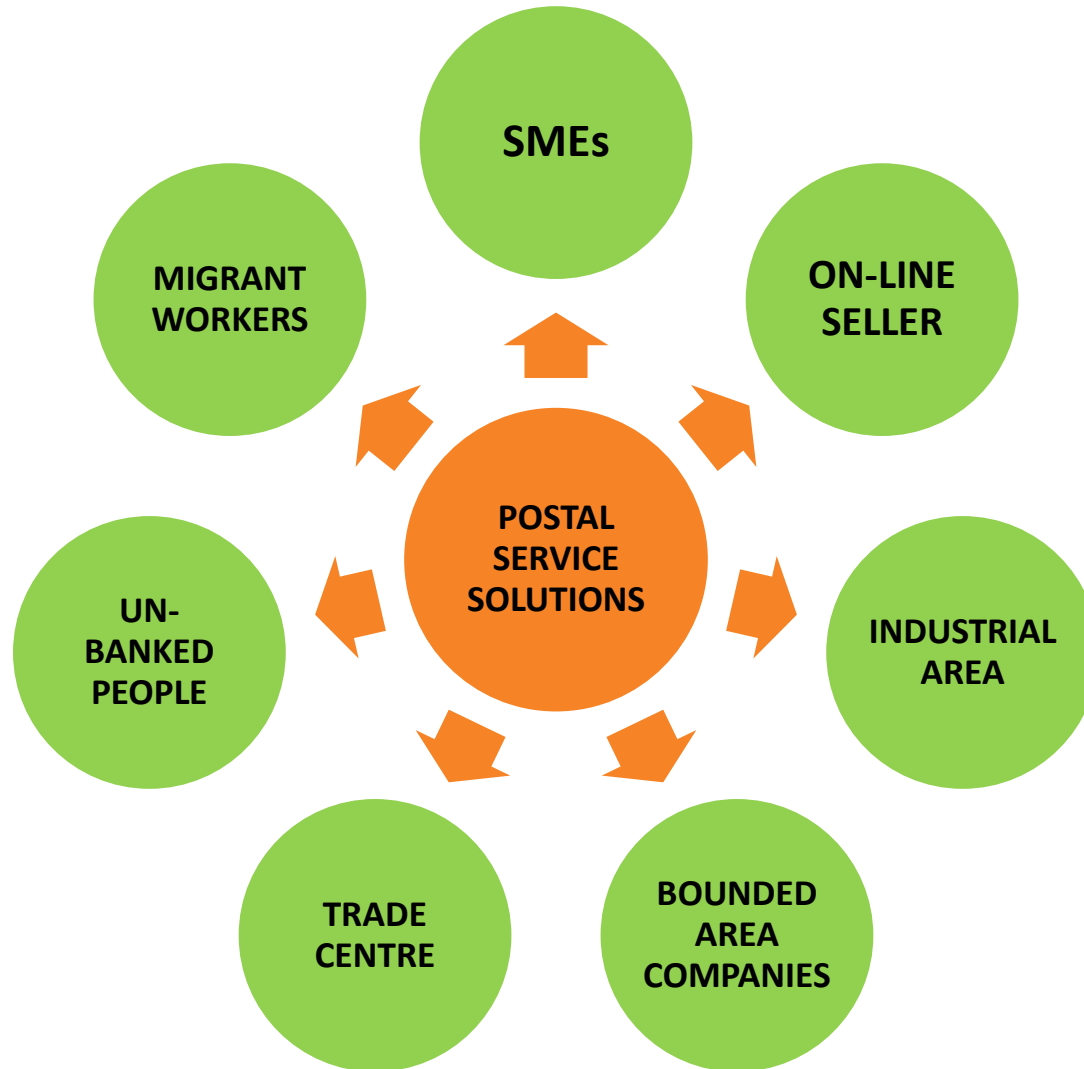 SMEs
MIGRANT
WORKERS
ON-LINE
SELLER
POSTAL
SERVICE
SOLUTIONS
UN-
BANKED
PEOPLE
INDUSTRIAL
AREA
TRADE
CENTRE
BOUNDED
AREA
COMPANIES